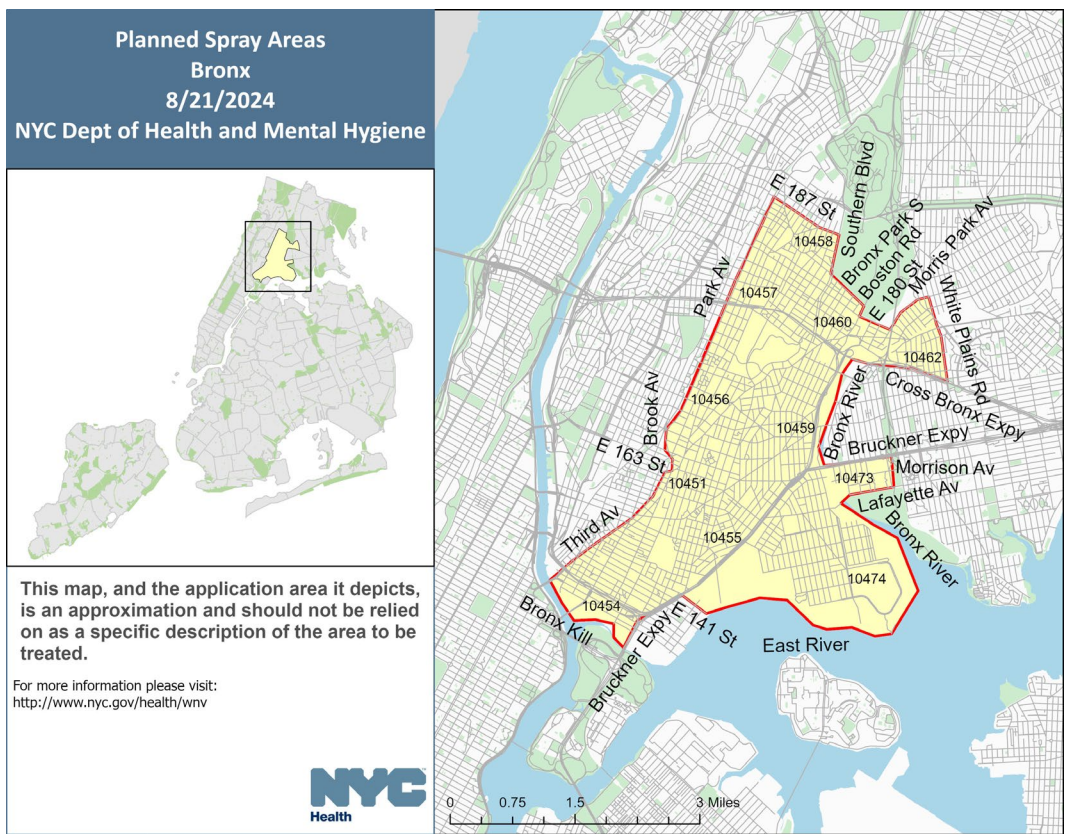 Planned Spray Areas
Bronx
8/21/2024
NYC Dept of Health and Mental Hygiene
This map, and the application area it depicts,
is an approximation and should not be relied
on as a specific description of the area to be
treated.
For more information please visit:
http://www.nyc.gov/health/wnv
NYC
Health
E 187 St
Southern Blvd
Bronx Park S
Boston Rd
E 180 St
Morris Park Av
White Plains Rd
10458
Park Av
10457
10460
10462
Cross Bronx Expy
Brook Av
10456
10459
Bronx River
Bruckner Expy
E 163 St
10451
10473
Morrison Av
Lafayette Av
Third Av
10455
Bronx River
10474
10454
Bronx Kill
Bruckner Expy
E 141 St
East River
0 0.75 1.5 3 Miles